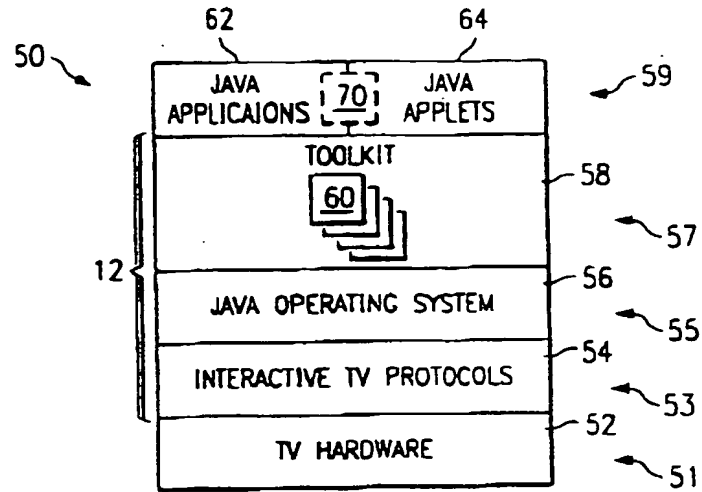 62
64
50
JAVA APPLICAIONS
70
JAVA APPLETS
59
TOOLKIT
60
58
57
12
56
JAVA OPERATING SYSTEM
55
54
INTERACTIVE TV PROTOCOLS
53
52
TV HARDWARE
51